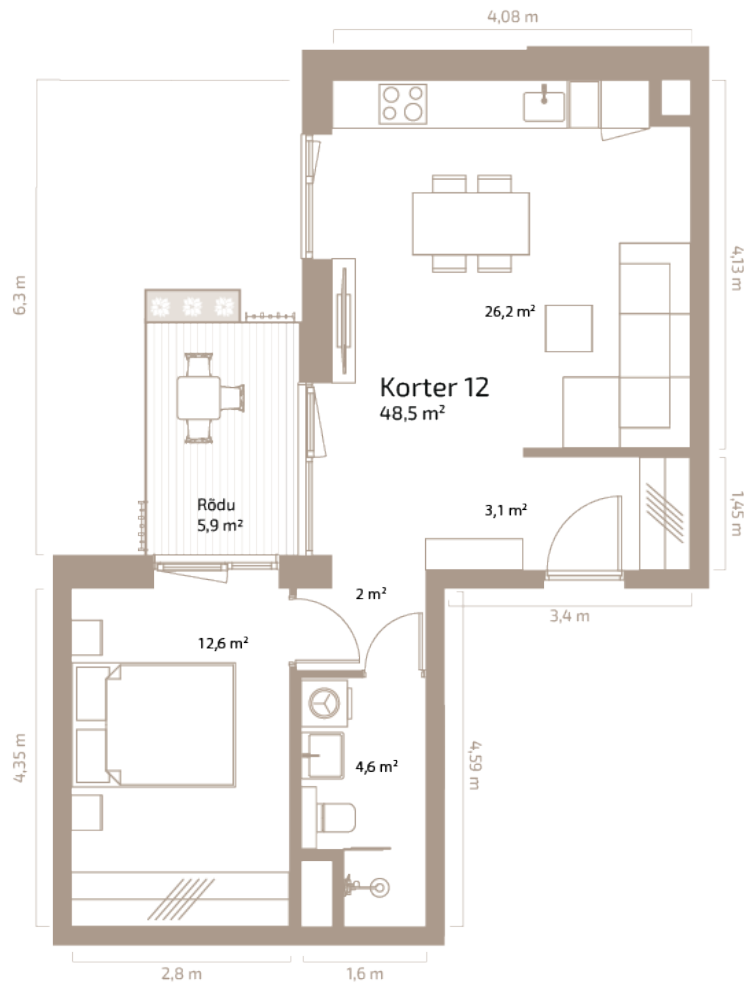 4,08 m
6,3 m
4,13 m
26,2 m²
Korter 12
48,5 m²
Rõdu
5,9 m²
3,1 m²
1,45 m
2 m²
3,4 m
12,6 m²
4,35 m
4,6 m²
4,59 m
2,8 m
1,6 m